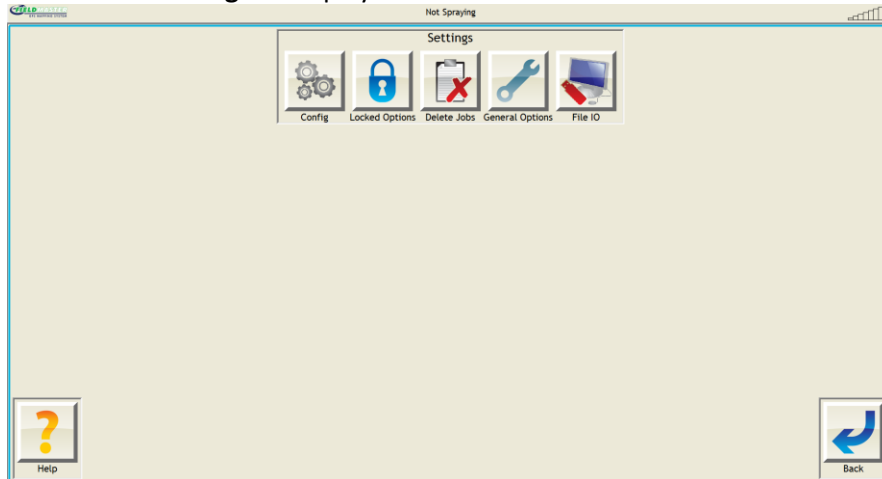 Not Spraying
Settings
Config
Locked Options
Delete Jobs
General Options
File IO
Help
Back